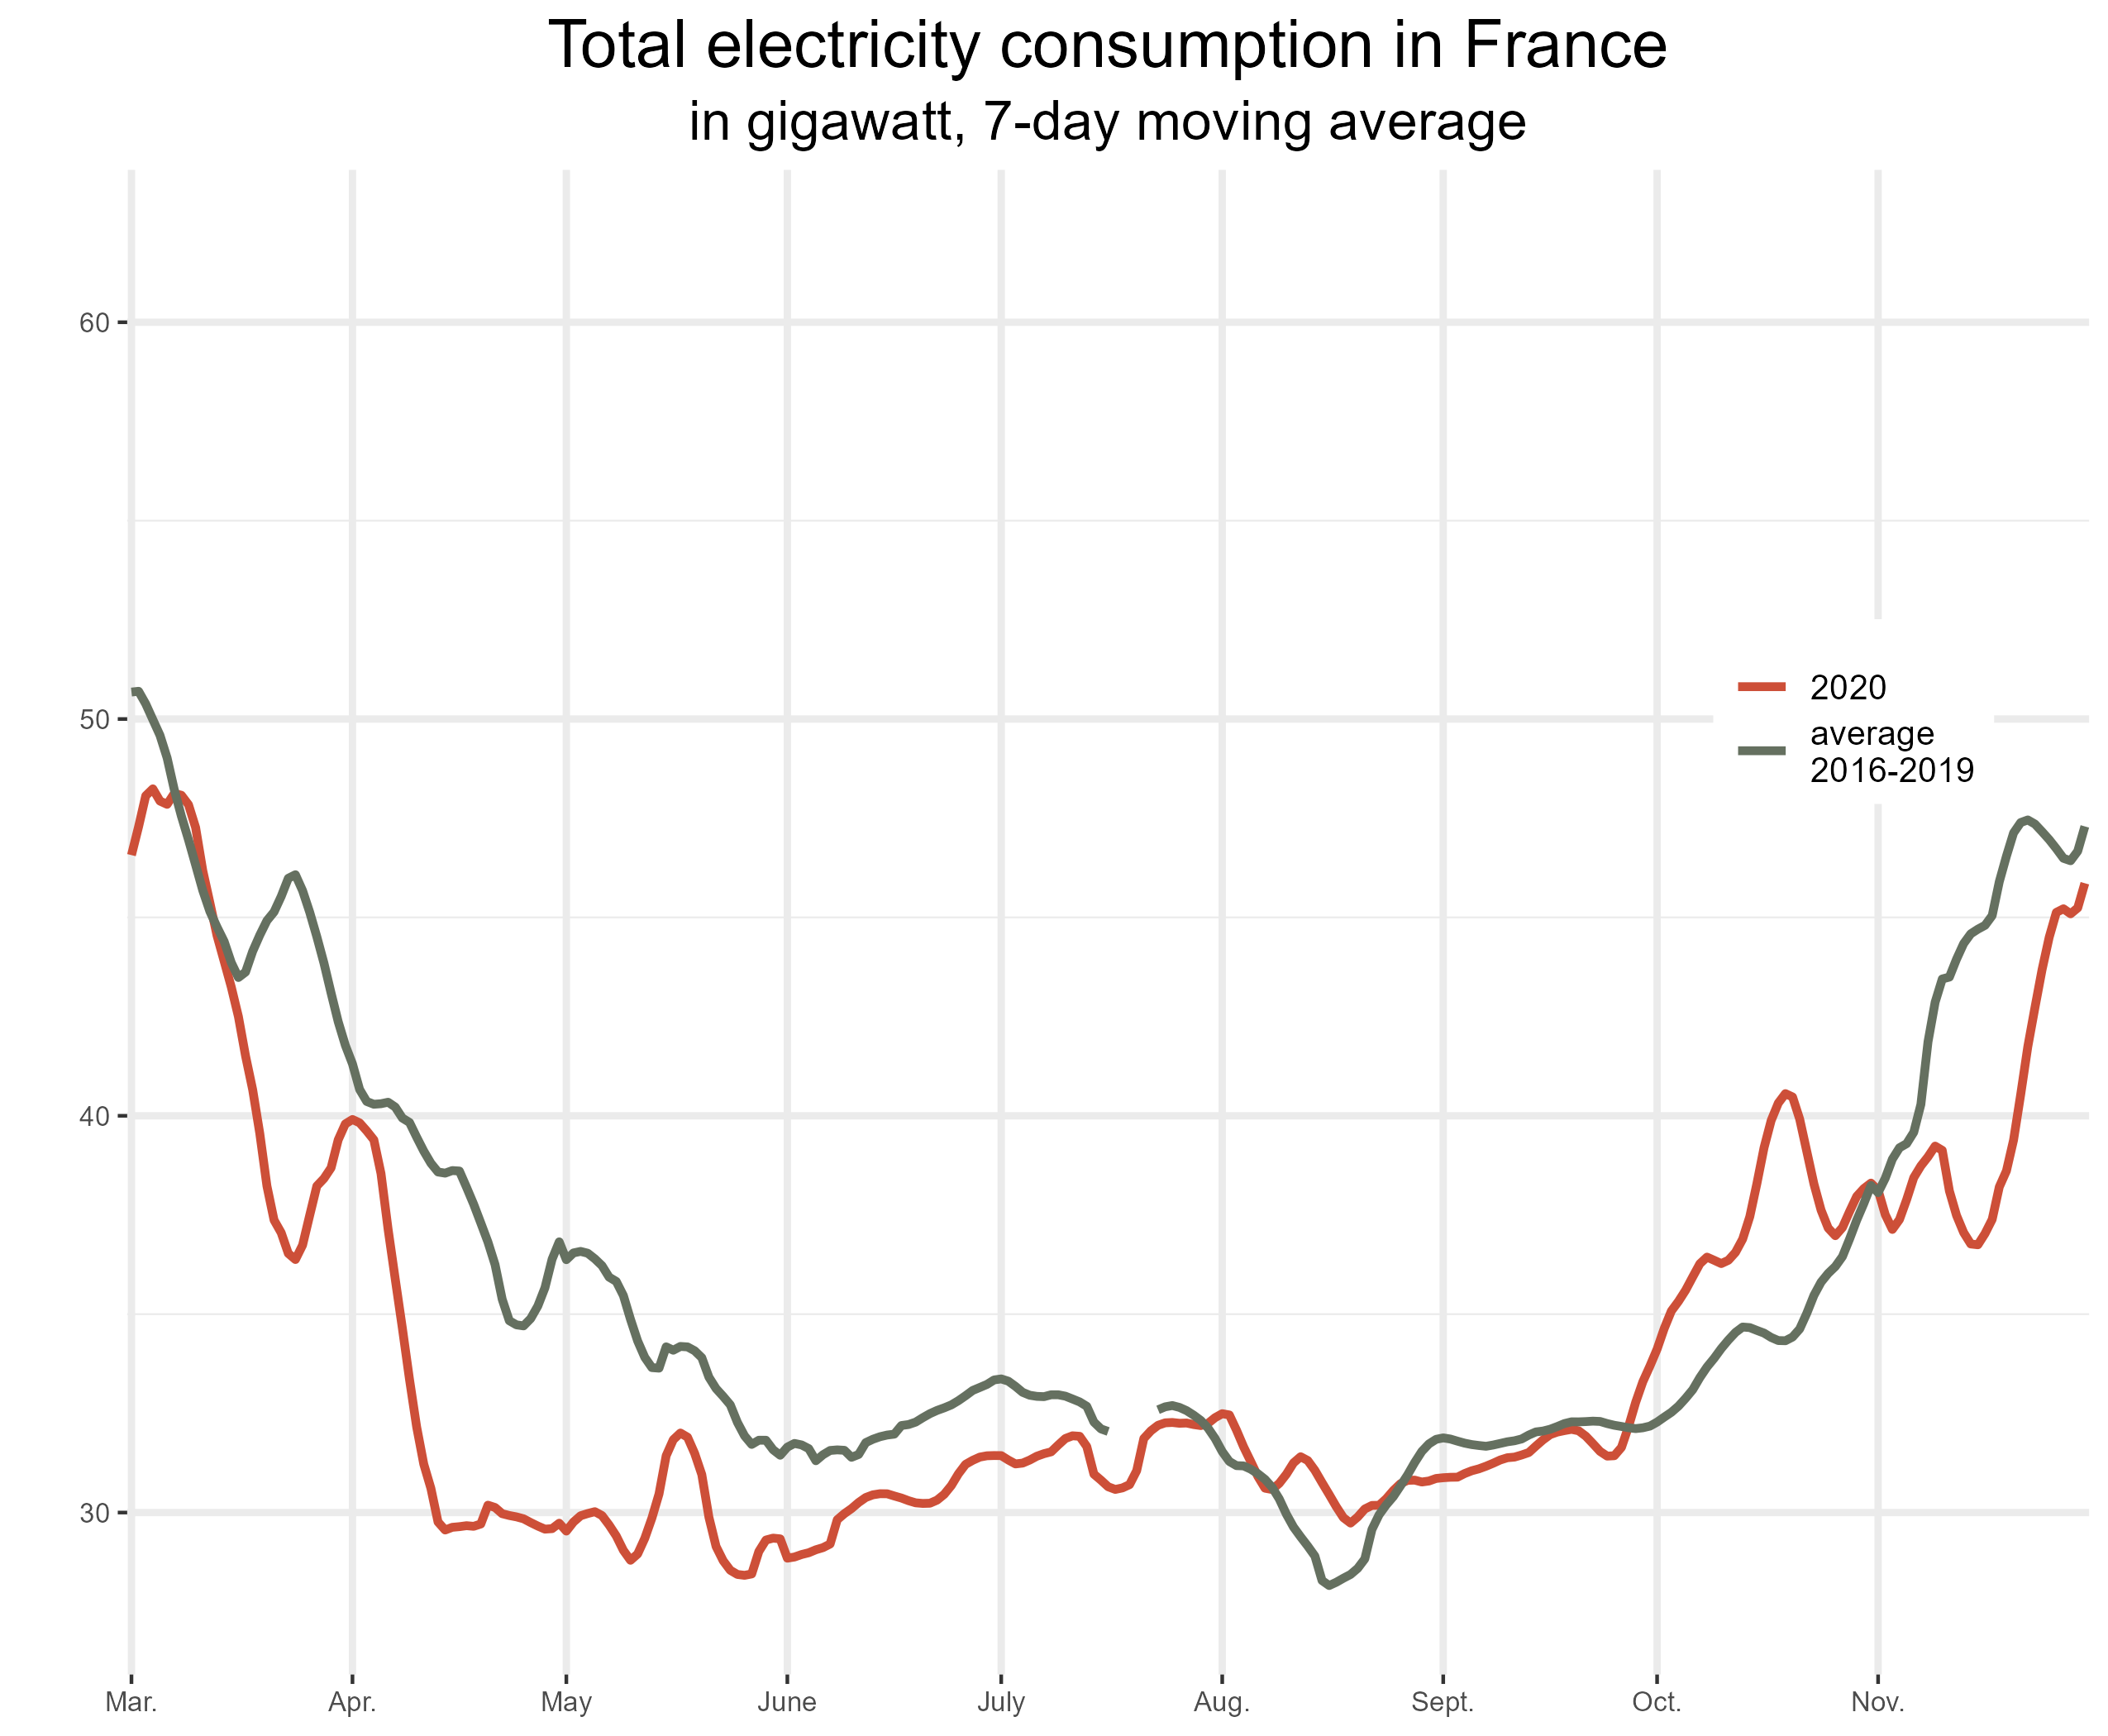 Total electricity consumption in France
in gigawatt, 7-day moving average
60
50
40
30
2020
average
2016-2019
Mar.
Apr.
May
June
July
Aug.
Sept.
Oct.
Nov.